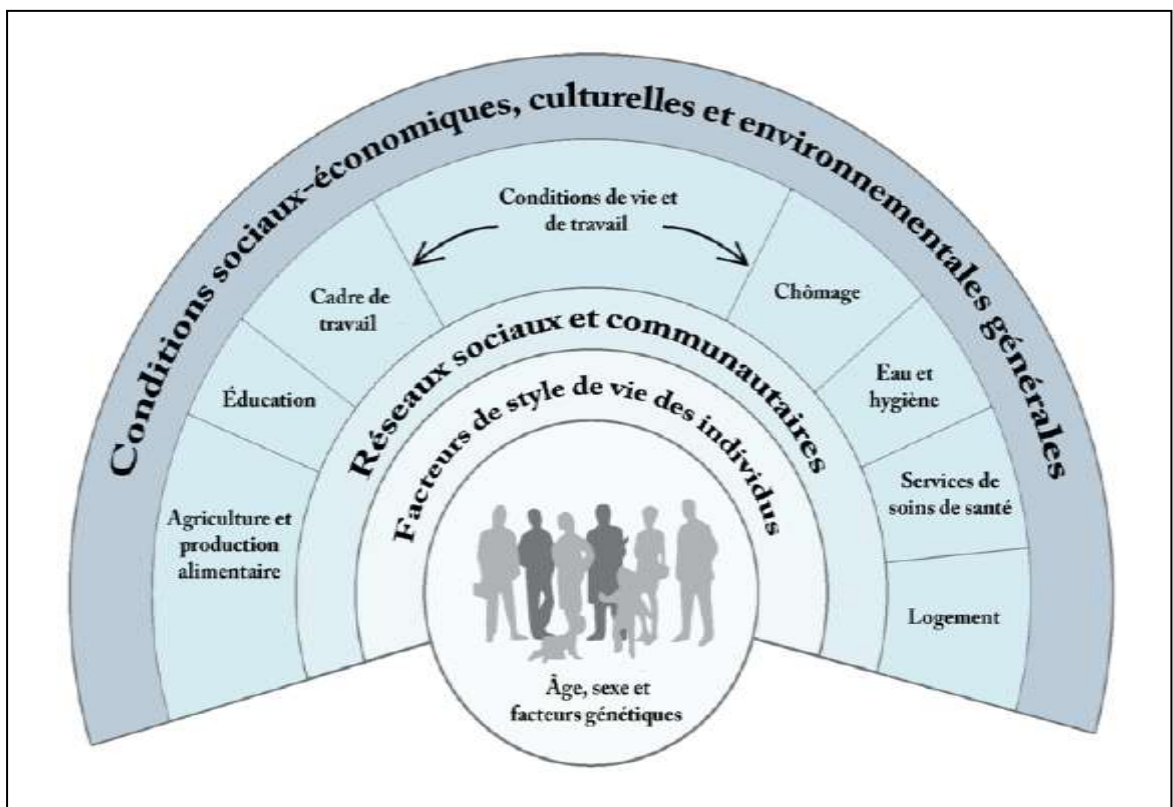 Conditions sociaux-économiques, culturelles et environnementales générales
Conditions de vie et
de travail
Cadre de
travail
Chômage
Éducation
Eau et
hygiène
Agriculture et
production
alimentaire
Services de
soins de santé
Logement
Réseaux sociaux et communautaires
Facteurs de style de vie des individus
Âge, sexe et
facteurs génétiques